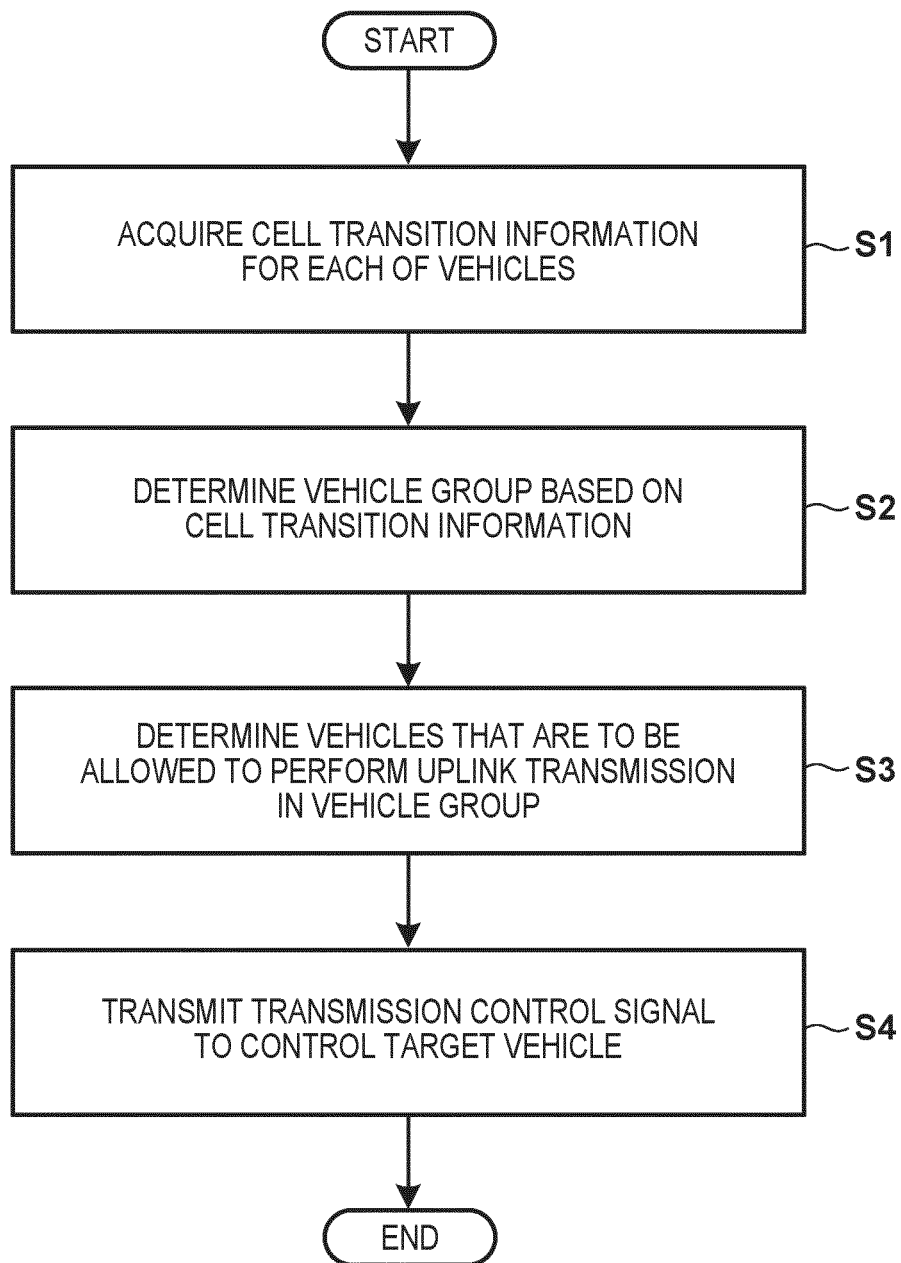 START
ACQUIRE CELL TRANSITION INFORMATION
FOR EACH OF VEHICLES
S1
DETERMINE VEHICLE GROUP BASED ON
CELL TRANSITION INFORMATION
S2
DETERMINE VEHICLES THAT ARE TO BE
ALLOWED TO PERFORM UPLINK TRANSMISSION
IN VEHICLE GROUP
S3
TRANSMIT TRANSMISSION CONTROL SIGNAL
TO CONTROL TARGET VEHICLE
S4
END